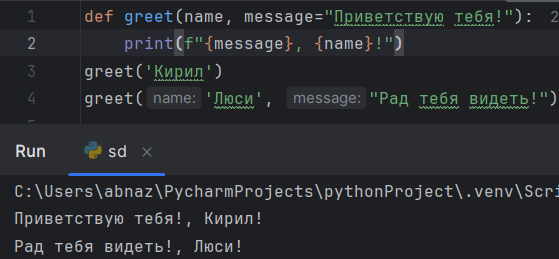 1 def greet(name, message="Приветствую тебя!"): 2
2 print(f"{message}, {name}!")
3 greet('Кирил')
4 greet( name: 'Люси', message: "Рад тебя видеть!")
Run sd ×
C:\Users\abnaz\PycharmProjects\pythonProject\.venv\Scri
Приветствую тебя!, Кирил!
Рад тебя видеть!, Люси!